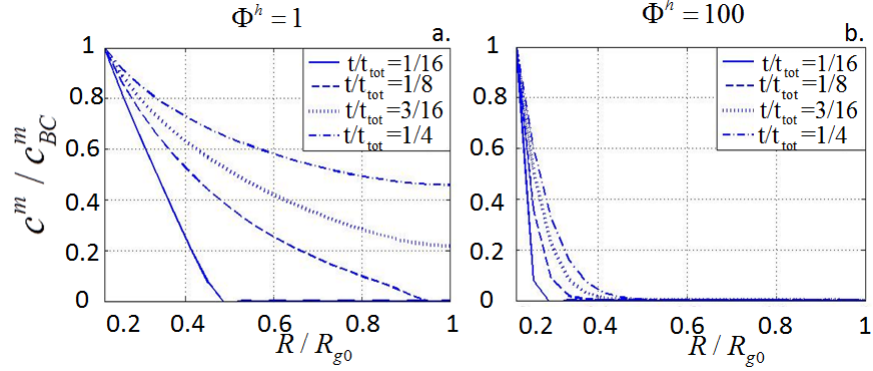 Φ^h = 1
a.
1
0.8
0.6
0.4
0.2
0
c^m / c^m_BC
t/t_tot=1/16
t/t_tot=1/8
t/t_tot=3/16
t/t_tot=1/4
0.2 0.4 0.6 0.8 1
R / R_g0
Φ^h = 100
b.
1
0.8
0.6
0.4
0.2
0
t/t_tot=1/16
t/t_tot=1/8
t/t_tot=3/16
t/t_tot=1/4
0.2 0.4 0.6 0.8 1
R / R_g0